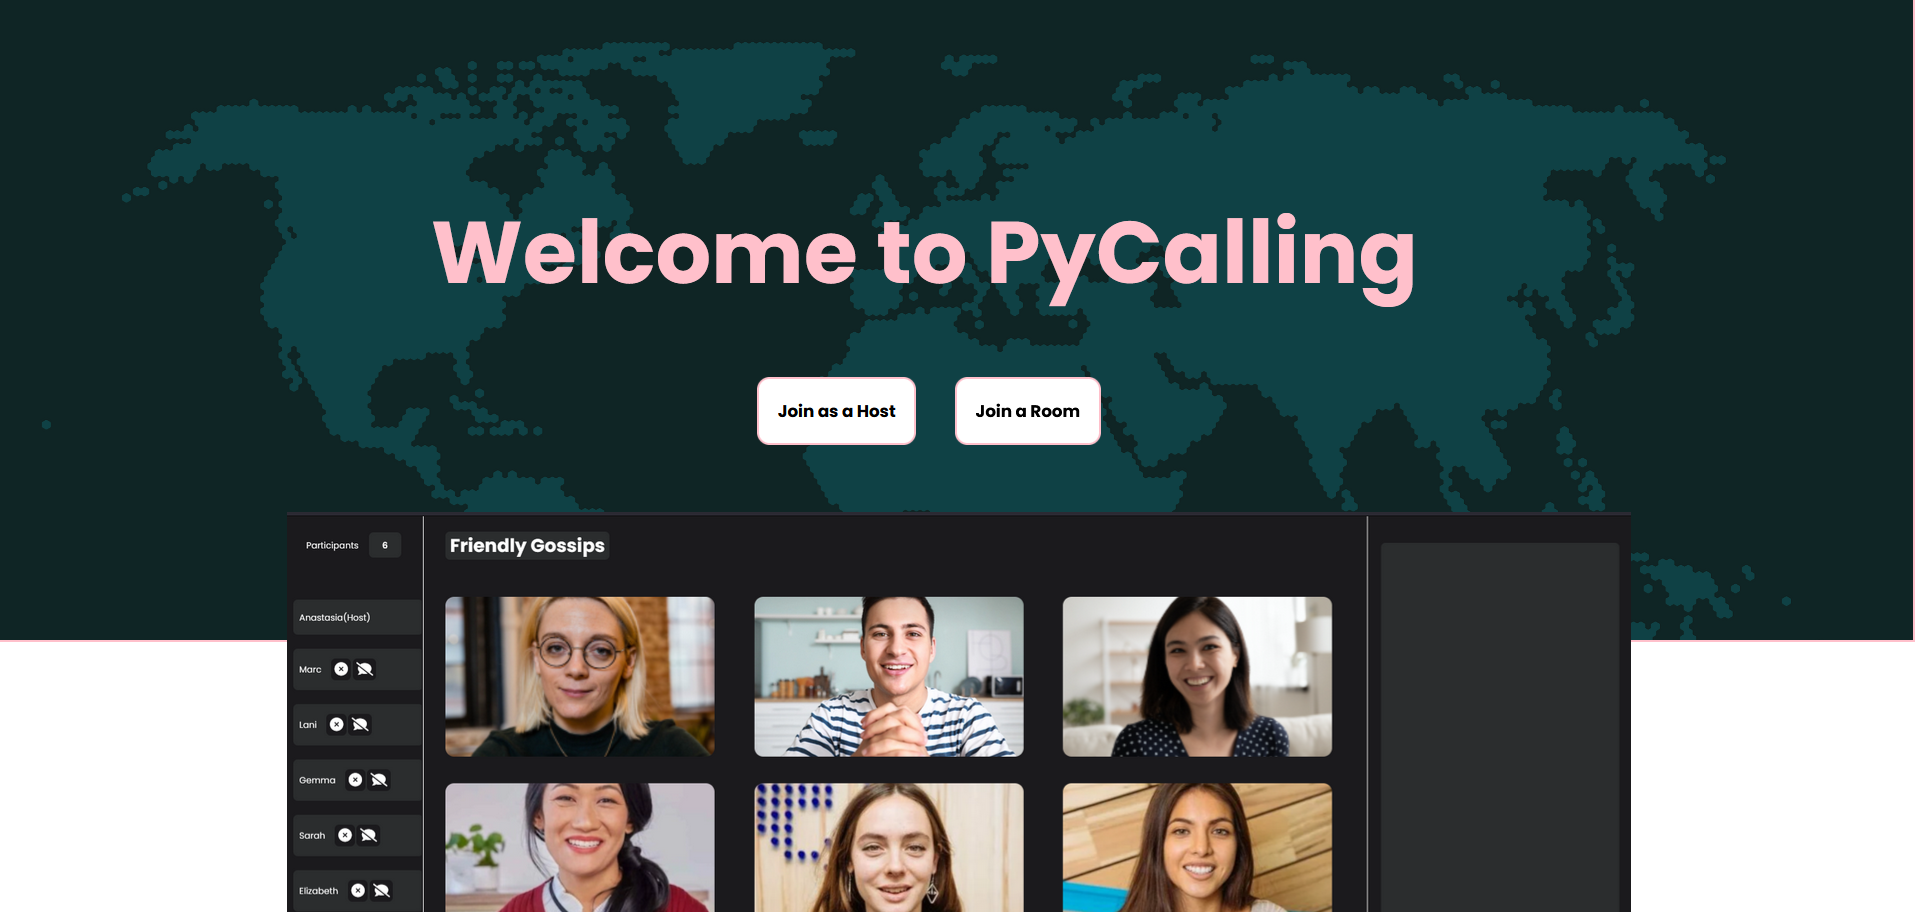 Welcome to PyCalling
Join as a Host
Join a Room
Participants 6
Friendly Gossips
Anastasia(Host)
Marc
Lani
Gemma
Sarah
Elizabeth